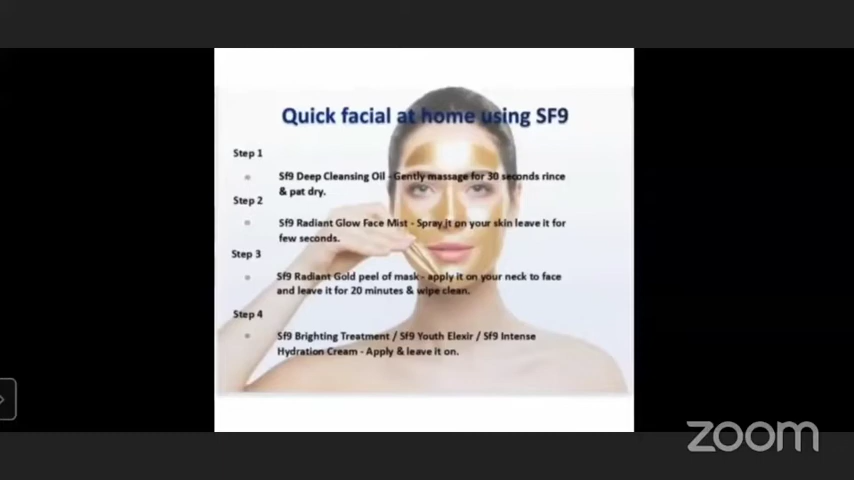 Quick facial at home using SF9
Step 1
Sf9 Deep Cleansing Oil - Gently massage for 30 seconds rince
& pat dry.
Step 2
Sf9 Radiant Glow Face Mist - Spray it on your skin leave it for
few seconds.
Step 3
Sf9 Radiant Gold peel of mask - apply it on your neck to face
and leave it for 20 minutes & wipe clean.
Step 4
Sf9 Brighting Treatment / Sf9 Youth Elexir / Sf9 Intense
Hydration Cream - Apply & leave it on.
zoom